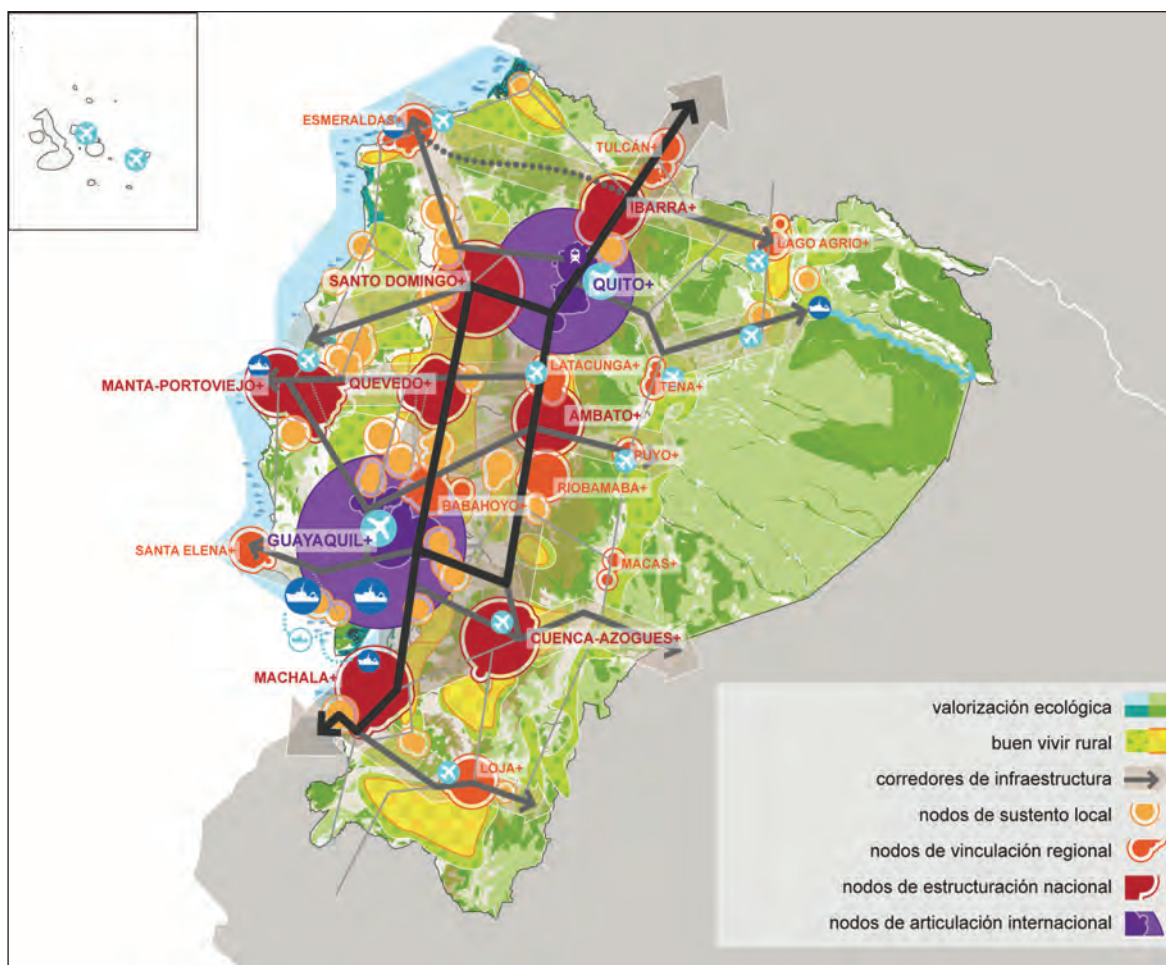 ESMERALDAS+
TULCÁN+
IBARRA+
LAGO AGRIO+
SANTO DOMINGO+
QUITO+
LATACUNGA+
MANTA-PORTOVIEJO+
QUEVEDO+
TENA+
AMBATO+
PUYO+
RIOBAMABA+
BABAHOYO+
GUAYAQUIL+
SANTA ELENA+
MACAS+
CUENCA-AZOGUES+
MACHALA+
LOJA+
valorización ecológica
buen vivir rural
corredores de infraestructura
nodos de sustento local
nodos de vinculación regional
nodos de estructuración nacional
nodos de articulación internacional